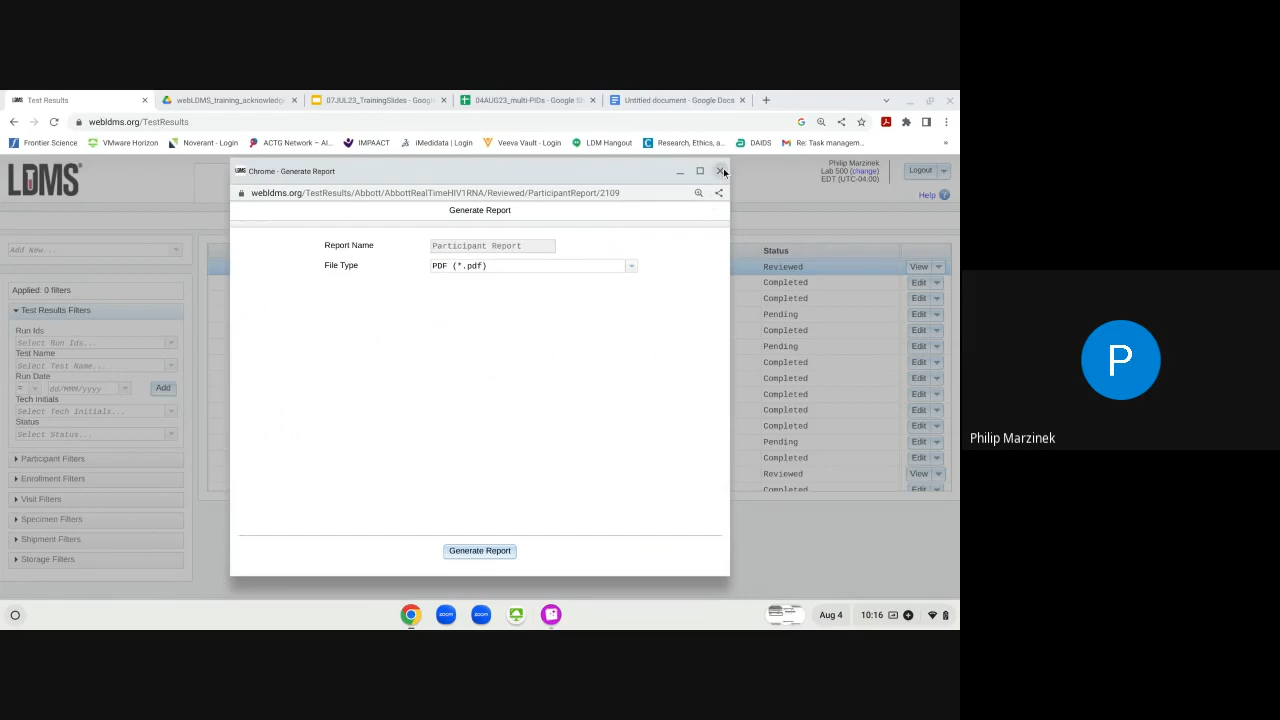 Test Results
webLDMS_training_acknowledg
07JUL23_TrainingSlides - Googl
04AUG23_multi-PIDs - Google S
Untitled document - Google Docs
webldms.org/TestResults
Frontier Science
VMware Horizon
Noverant - Login
ACTG Network – Al...
IMPAACT
iMedidata | Login
Veeva Vault - Login
LDM Hangout
Research, Ethics, a...
DAIDS
Re: Task managem...
LDMS
Philip Marzinek
Lab 500 (change)
EDT (UTC-04.00)
Logout
Help
LDMS Chrome - Generate Report
webldms.org/TestResults/Abbott/AbbottRealTimeHIV1RNA/Reviewed/ParticipantReport/2109
Generate Report
Report Name
Participant Report
File Type
PDF (*.pdf)
Generate Report
Add New...
Applied: 0 filters
Test Results Filters
Run Ids
Select Run Ids...
Test Name
Select Test Name...
Run Date
= dd/MMM/yyyy Add
Tech Initials
Select Tech Initials...
Status
Select Status...
Participant Filters
Enrollment Filters
Visit Filters
Specimen Filters
Shipment Filters
Storage Filters
Status
Reviewed View
Completed Edit
Completed Edit
Pending Edit
Completed Edit
Pending Edit
Completed Edit
Completed Edit
Completed Edit
Completed Edit
Completed Edit
Pending Edit
Completed Edit
Reviewed View
Completed Edit
zoom
zoom
Aug 4
10:16
P
Philip Marzinek